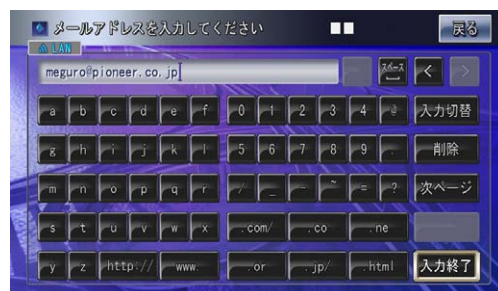 メールアドレスを入力してください 戻る
LAN
meguro@pioneer.co.jp スペース < >
a b c d e f 0 1 2 3 4 @ 入力切替
g h i j k l 5 6 7 8 9 . 削除
m n o p q r / _ - ~ = ? 次ページ
s t u v w x .com/ .co .ne
y z http:// www. .or .jp/ .html 入力終了